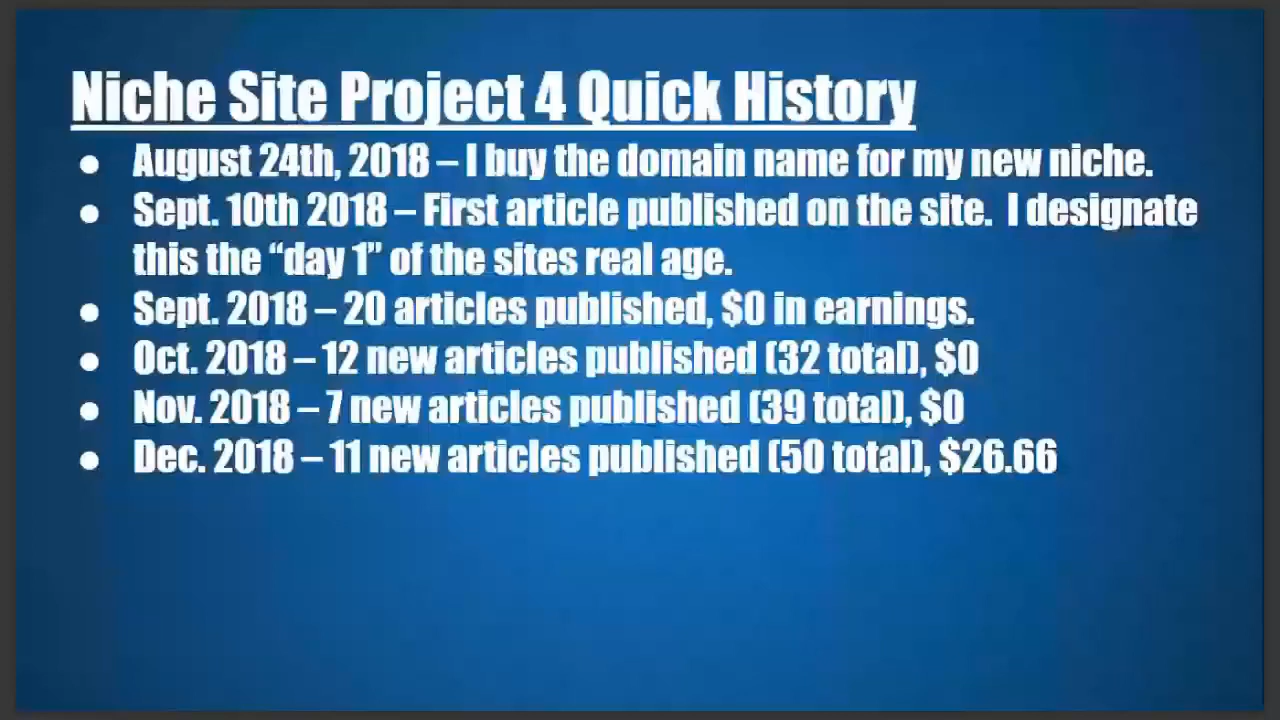 Niche Site Project 4 Quick History
● August 24th, 2018 – I buy the domain name for my new niche.
● Sept. 10th 2018 – First article published on the site.  I designate
this the “day 1” of the sites real age.
● Sept. 2018 – 20 articles published, $0 in earnings.
● Oct. 2018 – 12 new articles published (32 total), $0
● Nov. 2018 – 7 new articles published (39 total), $0
● Dec. 2018 – 11 new articles published (50 total), $26.66